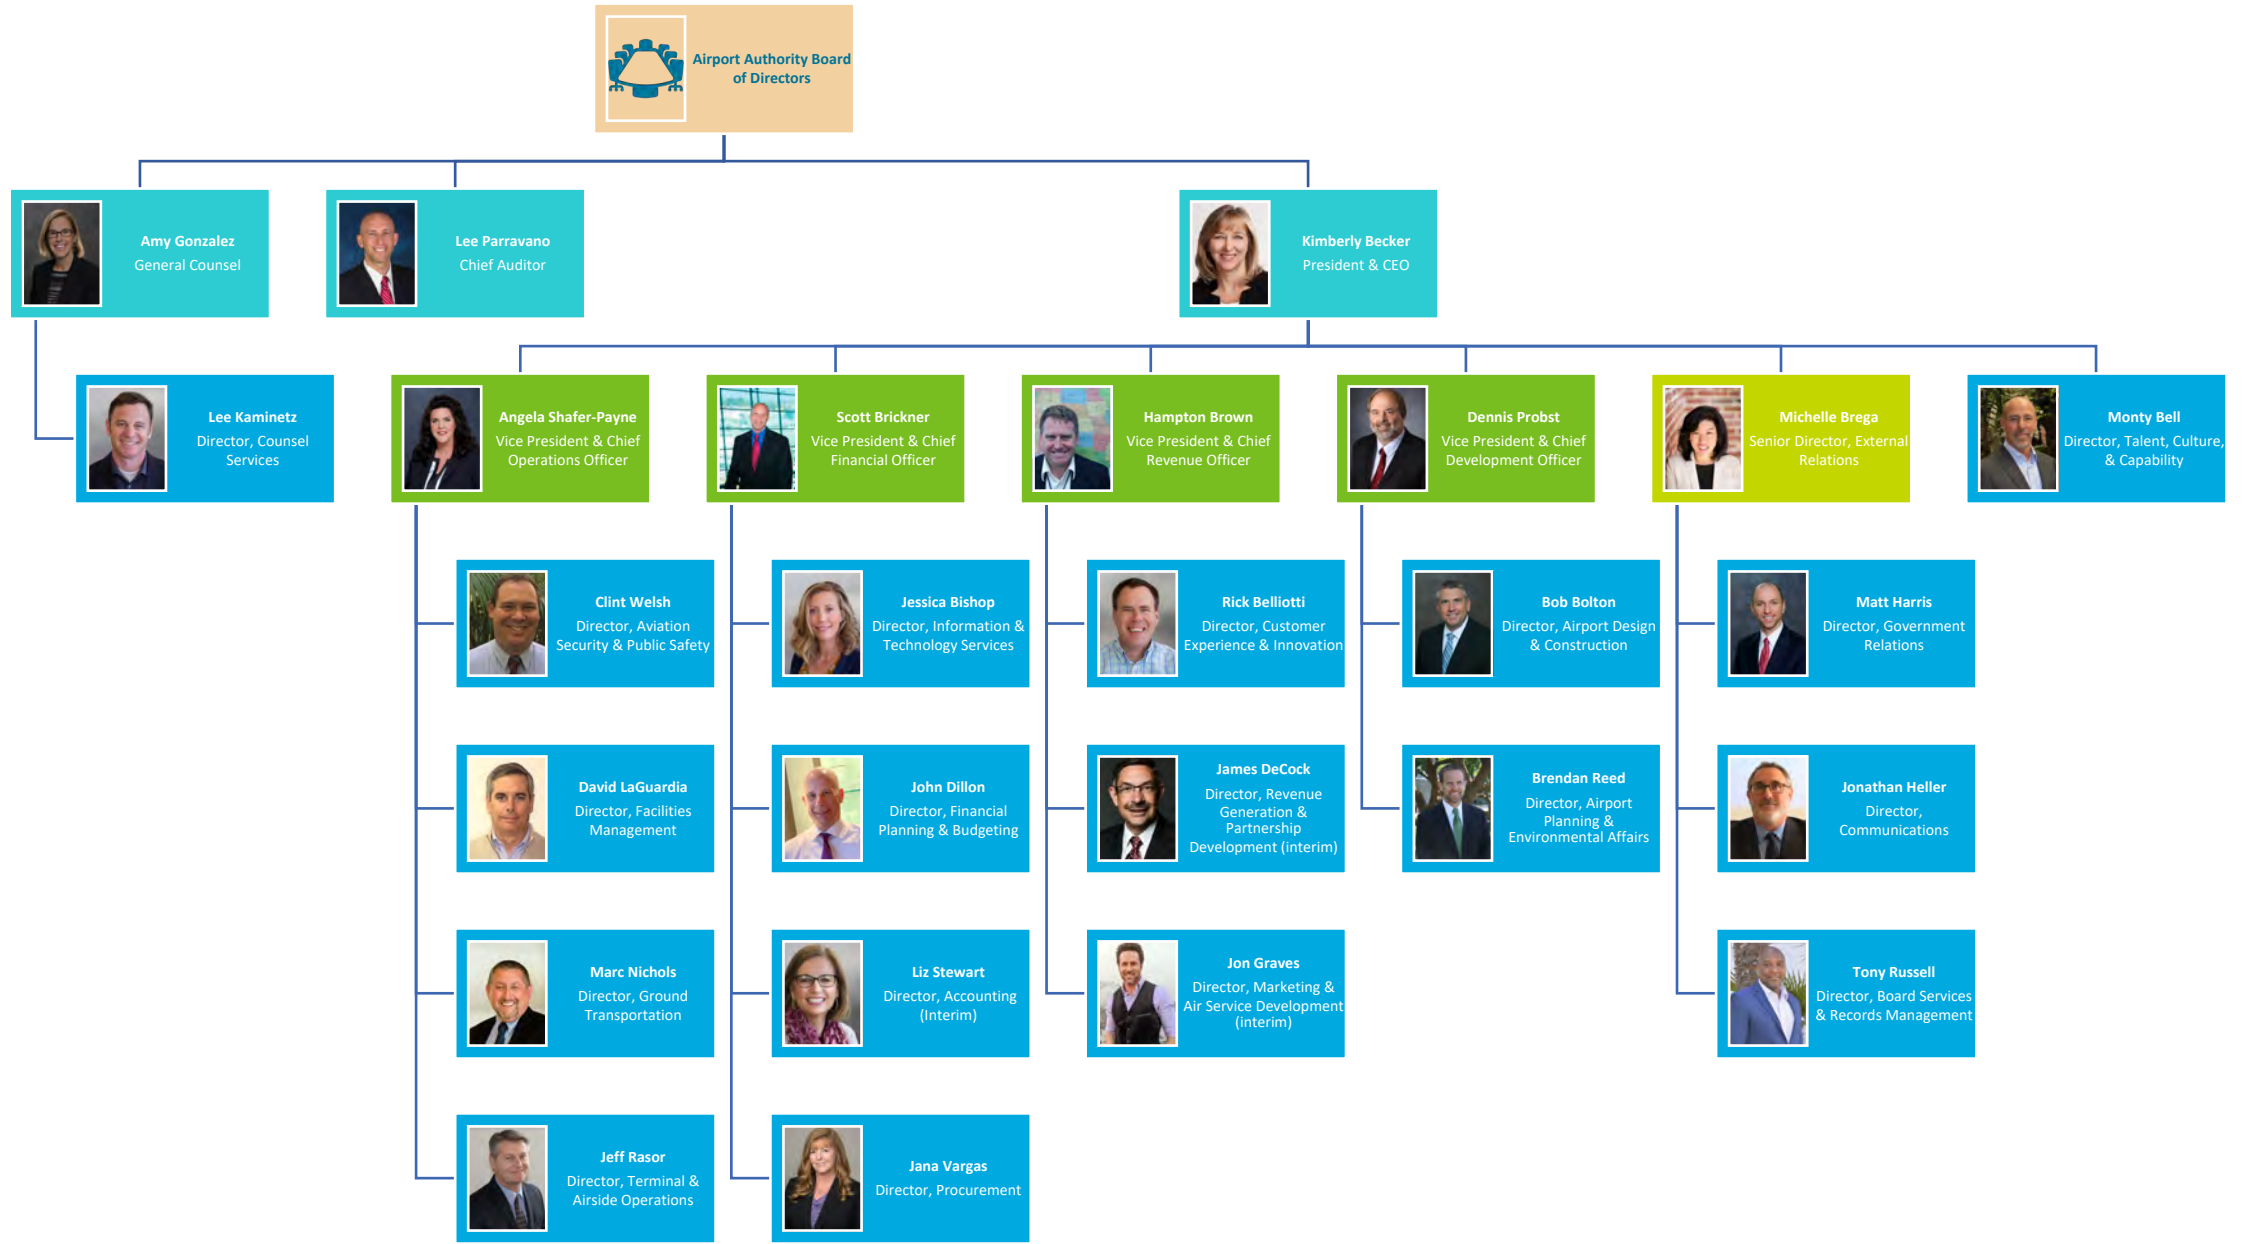 Airport Authority Board
of Directors
Amy Gonzalez
General Counsel
Lee Parravano
Chief Auditor
Kimberly Becker
President & CEO
Lee Kaminetz
Director, Counsel
Services
Angela Shafer-Payne
Vice President & Chief
Operations Officer
Scott Brickner
Vice President & Chief
Financial Officer
Hampton Brown
Vice President & Chief
Revenue Officer
Dennis Probst
Vice President & Chief
Development Officer
Michelle Brega
Senior Director, External
Relations
Monty Bell
Director, Talent, Culture,
& Capability
Clint Welsh
Director, Aviation
Security & Public Safety
Jessica Bishop
Director, Information &
Technology Services
Rick Belliotti
Director, Customer
Experience & Innovation
Bob Bolton
Director, Airport Design
& Construction
Matt Harris
Director, Government
Relations
David LaGuardia
Director, Facilities
Management
John Dillon
Director, Financial
Planning & Budgeting
James DeCock
Director, Revenue
Generation &
Partnership
Development (interim)
Brendan Reed
Director, Airport
Planning &
Environmental Affairs
Jonathan Heller
Director,
Communications
Marc Nichols
Director, Ground
Transportation
Liz Stewart
Director, Accounting
(Interim)
Jon Graves
Director, Marketing &
Air Service Development
(interim)
Tony Russell
Director, Board Services
& Records Management
Jeff Rasor
Director, Terminal &
Airside Operations
Jana Vargas
Director, Procurement